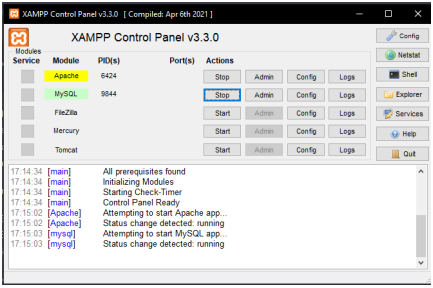 XAMPP Control Panel v3.3.0 [ Compiled: Apr 6th 2021 ]
XAMPP Control Panel v3.3.0
Config
Modules
Service Module PID(s) Port(s) Actions
Netstat
Apache 6424 Stop Admin Config Logs
Shell
MySQL 9844 Stop Admin Config Logs
Explorer
FileZilla Start Admin Config Logs
Services
Mercury Start Admin Config Logs
Help
Tomcat Start Admin Config Logs
Quit
17:14:34 [main] All prerequisites found
17:14:34 [main] Initializing Modules
17:14:34 [main] Starting Check-Timer
17:14:34 [main] Control Panel Ready
17:15:02 [Apache] Attempting to start Apache app...
17:15:02 [Apache] Status change detected: running
17:15:03 [mysql] Attempting to start MySQL app...
17:15:03 [mysql] Status change detected: running